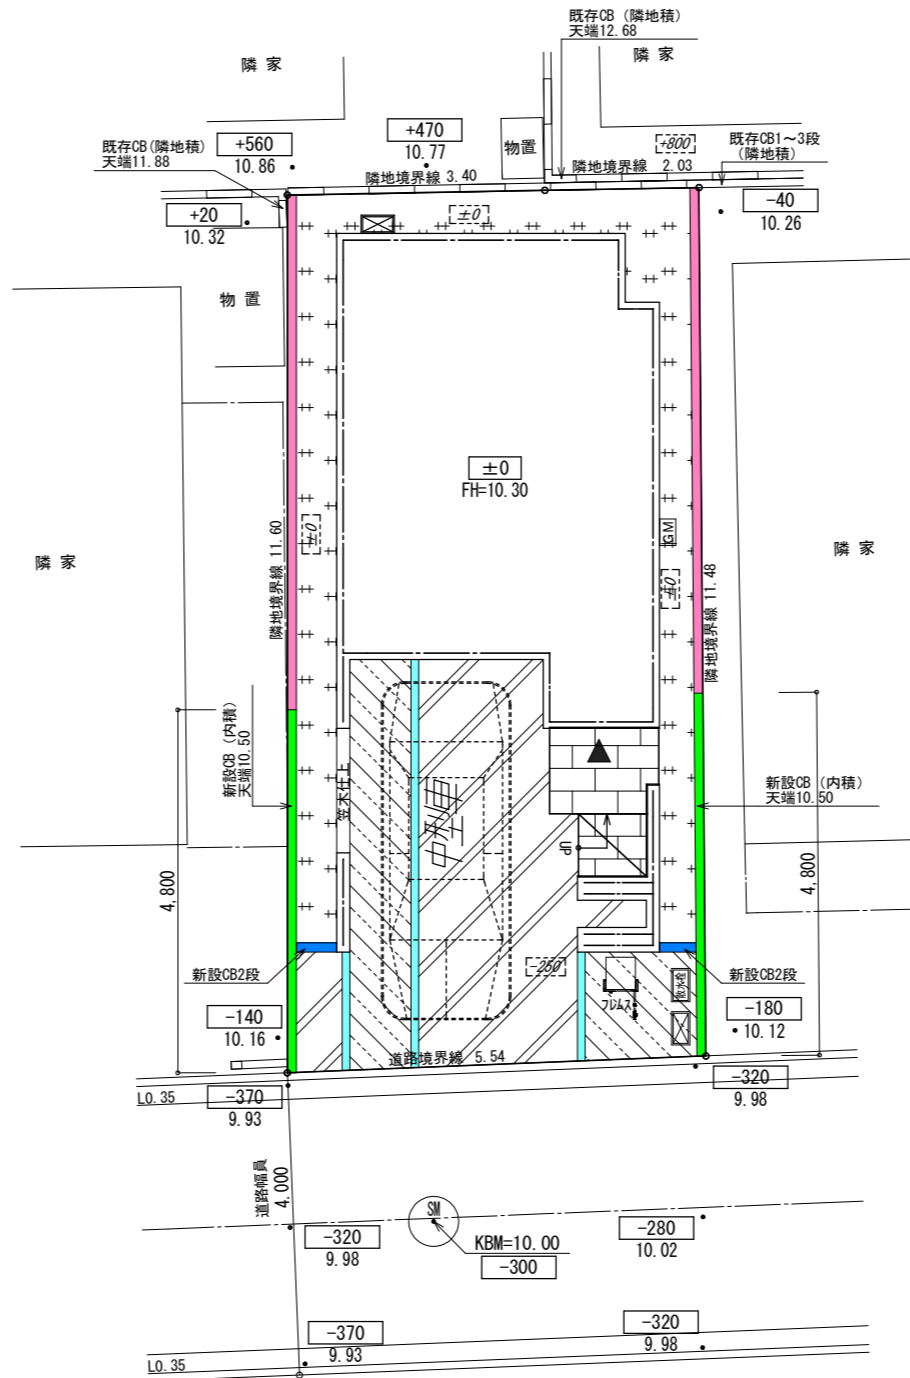 既存CB (隣地積)
天端12.68
隣 家
隣 家
+560
10.86
+470
10.77
物置
+800
既存CB1～3段
(隣地積)
既存CB(隣地積)
天端11.88
隣地境界線 3.40
隣地境界線 2.03
+20
10.32
±0
-40
10.26
物 置
±0
FH=10.30
±0
GM
±0
隣 家
隣 家
隣地境界線 11.60
隣地境界線 11.48
新設CB (内積)
天端10.50
笠木仕上
中型車
新設CB (内積)
天端10.50
UP
4,800
4,800
新設CB2段
-250
新設CB2段
散水栓
-140
10.16
-180
10.12
道路境界線 5.54
L0.35
-370
9.93
-320
9.98
道路幅員
4.000
SM
-320
9.98
KBM=10.00
-300
-280
10.02
-370
9.93
-320
9.98
L0.35